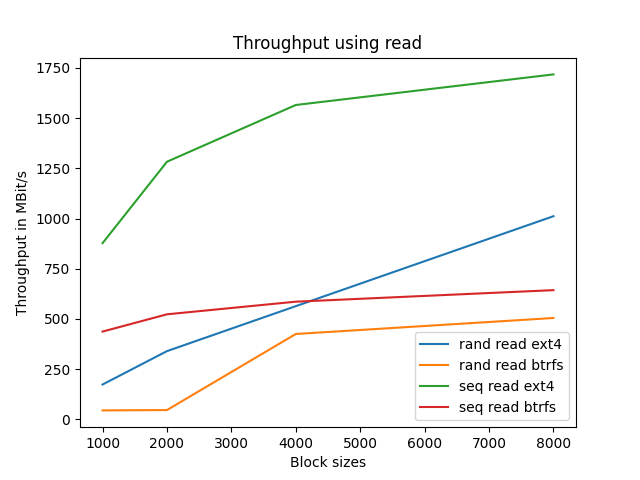 Throughput using read
Throughput in MBit/s
1750
1500
1250
1000
750
500
250
0
rand read ext4
rand read btrfs
seq read ext4
seq read btrfs
1000 2000 3000 4000 5000 6000 7000 8000
Block sizes